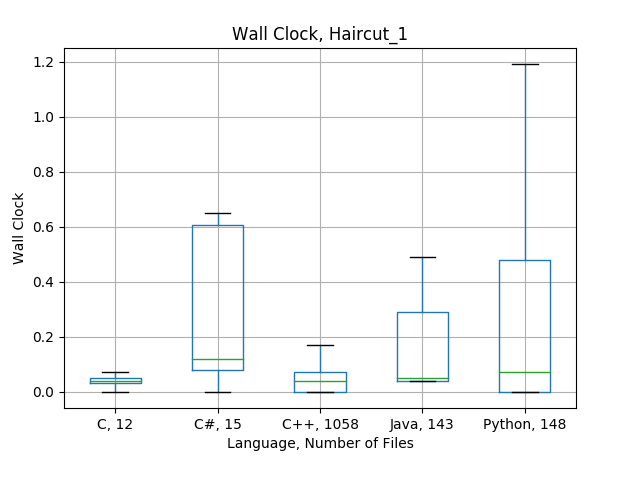 Wall Clock, Haircut_1
1.2
1.0
0.8
0.6
0.4
0.2
0.0
Wall Clock
C, 12
C#, 15
C++, 1058
Java, 143
Python, 148
Language, Number of Files